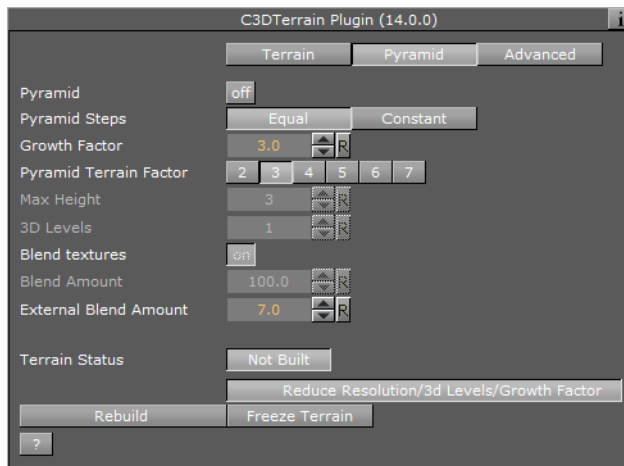 C3DTerrain Plugin (14.0.0) i
Terrain Pyramid Advanced
Pyramid off
Pyramid Steps Equal Constant
Growth Factor 3.0 R
Pyramid Terrain Factor 2 3 4 5 6 7
Max Height 3 R
3D Levels 1 R
Blend textures on
Blend Amount 100.0 R
External Blend Amount 7.0 R
Terrain Status Not Built
Reduce Resolution/3d Levels/Growth Factor
Rebuild Freeze Terrain
?